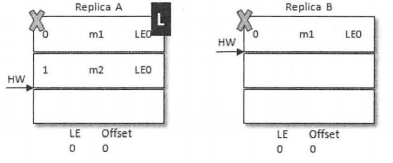 Replica A
L
0 m1 LE0
1 m2 LE0
HW
LE Offset
0 0
Replica B
0 m1 LE0
HW
LE Offset
0 0